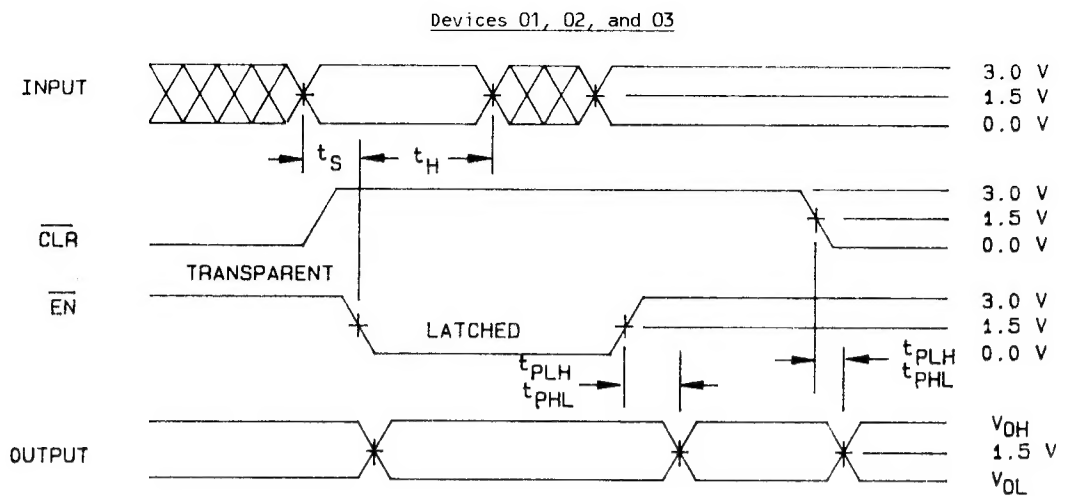 Devices 01, 02, and 03
INPUT
3.0 V
1.5 V
0.0 V
tS
tH
CLR
3.0 V
1.5 V
0.0 V
TRANSPARENT
EN
LATCHED
3.0 V
1.5 V
0.0 V
tPLH
tPHL
tPLH
tPHL
OUTPUT
VOH
1.5 V
VOL